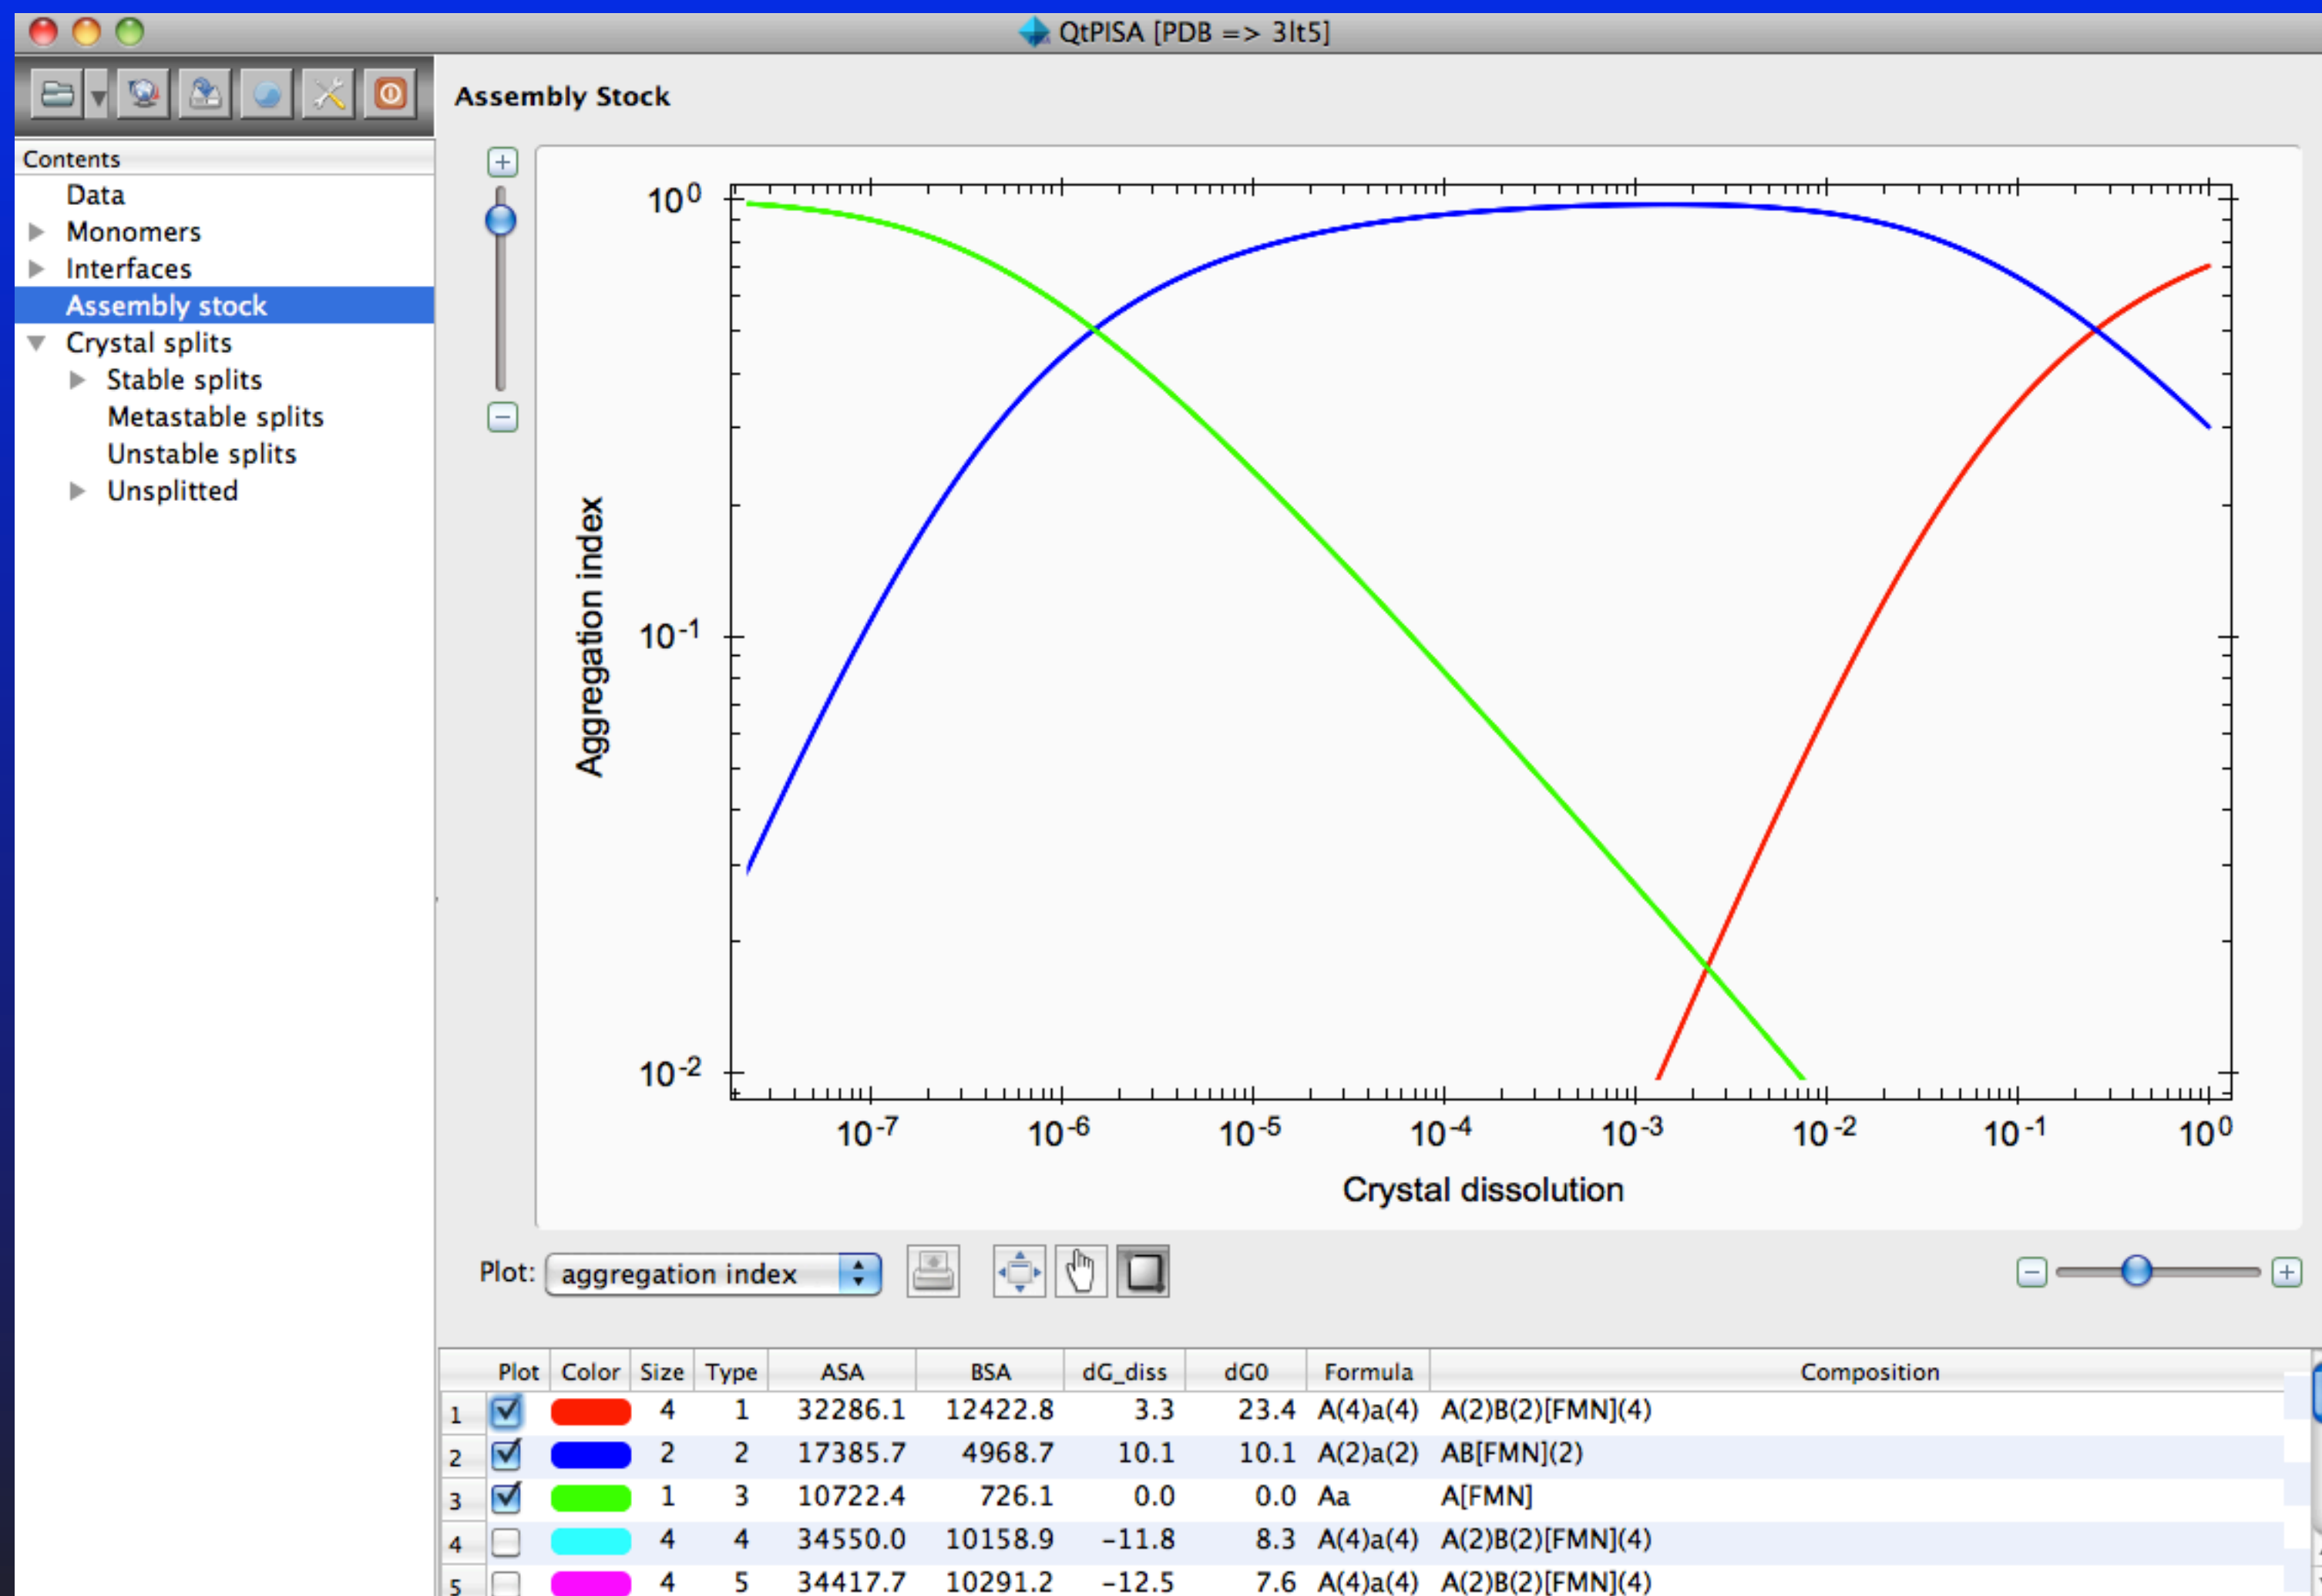 QtPISA [PDB => 3lt5]
Assembly Stock
Contents
Data
Monomers
Interfaces
Assembly stock
Crystal splits
Stable splits
Metastable splits
Unstable splits
Unsplitted
Aggregation index
10^0
10^-1
10^-2
10^-7 10^-6 10^-5 10^-4 10^-3 10^-2 10^-1 10^0
Crystal dissolution
Plot: aggregation index
Plot Color Size Type ASA BSA dG_diss dG0 Formula Composition
1 4 1 32286.1 12422.8 3.3 23.4 A(4)a(4) A(2)B(2)[FMN](4)
2 2 2 17385.7 4968.7 10.1 10.1 A(2)a(2) AB[FMN](2)
3 1 3 10722.4 726.1 0.0 0.0 Aa A[FMN]
4 4 4 34550.0 10158.9 -11.8 8.3 A(4)a(4) A(2)B(2)[FMN](4)
5 4 5 34417.7 10291.2 -12.5 7.6 A(4)a(4) A(2)B(2)[FMN](4)